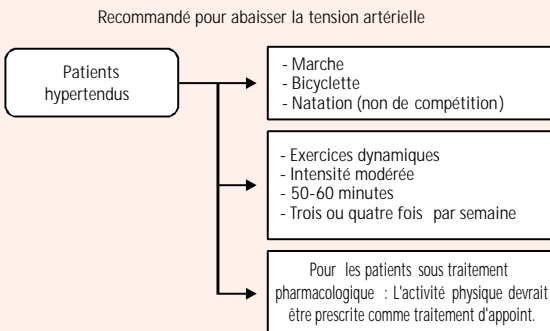 Recommandé pour abaisser la tension artérielle
Patients
hypertendus
- Marche
- Bicyclette
- Natation (non de compétition)
- Exercices dynamiques
- Intensité modérée
- 50-60 minutes
- Trois ou quatre fois par semaine
Pour les patients sous traitement
pharmacologique : L'activité physique devrait
être prescrite comme traitement d'appoint.